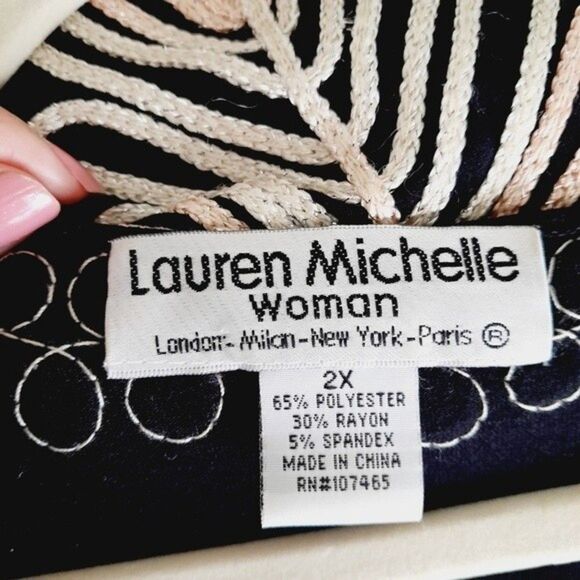 Lauren Michelle
Woman
London-Milan-New York-Paris ®
2X
65% POLYESTER
30% RAYON
5% SPANDEX
MADE IN CHINA
RN#107465